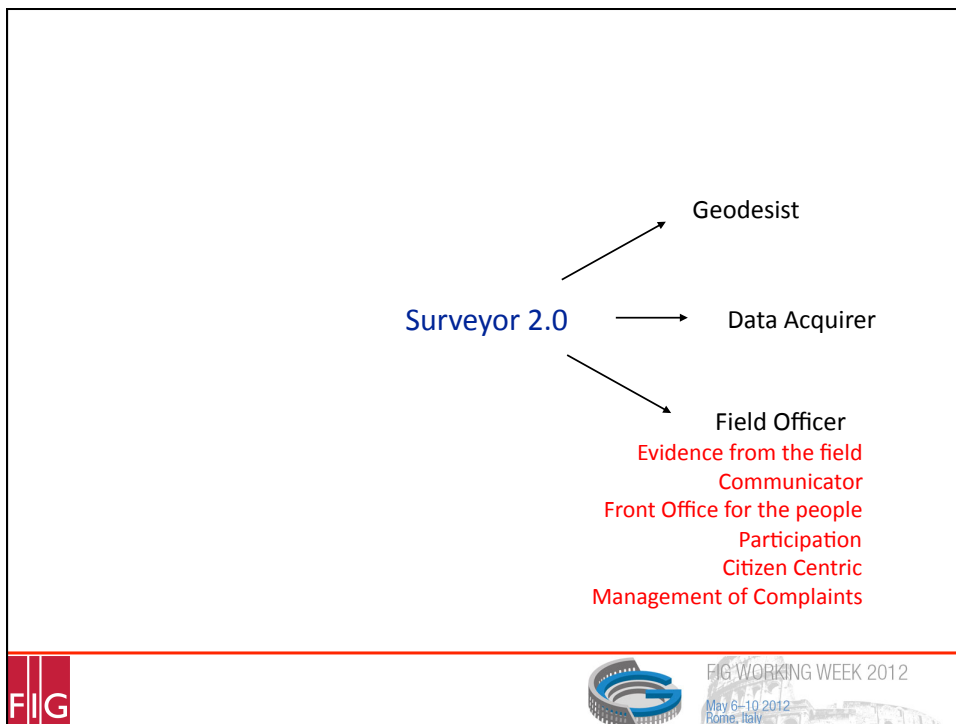 Geodesist
Surveyor 2.0
Data Acquirer
Field Officer
Evidence from the field
Communicator
Front Office for the people
Participation
Citizen Centric
Management of Complaints
FIG
FIG WORKING WEEK 2012
May 6–10 2012
Rome, Italy